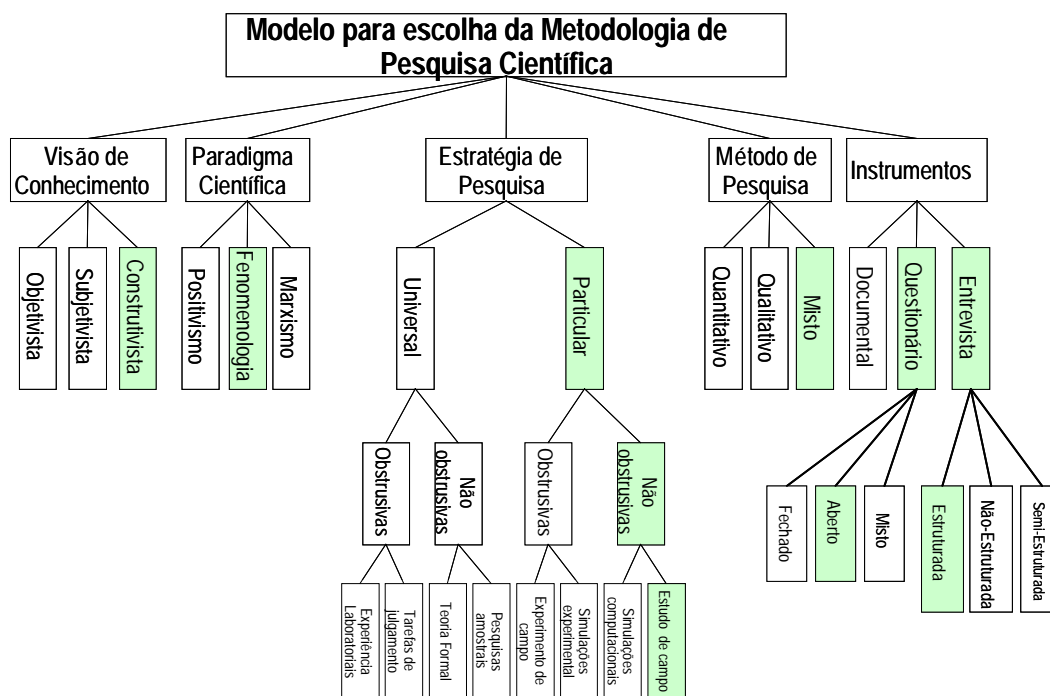 Modelo para escolha da Metodologia de
Pesquisa Científica
Visão de
Conhecimento
Paradigma
Científica
Estratégia de
Pesquisa
Método de
Pesquisa
Instrumentos
Objetivista
Subjetivista
Construtivista
Positivismo
Fenomenologia
Marxismo
Universal
Particular
Quantitativo
Qualitativo
Misto
Documental
Questionário
Entrevista
Obstrusivas
Não
obstrusivas
Obstrusivas
Não
obstrusivas
Fechado
Aberto
Misto
Estruturada
Não-Estruturada
Semi-Estruturada
Experiência
Laboratoriais
Tarefas de
julgamento
Teoria Formal
Pesquisas
amostrais
Experimento de
campo
Simulações
experimental
Simulações
computacionais
Estudo de campo